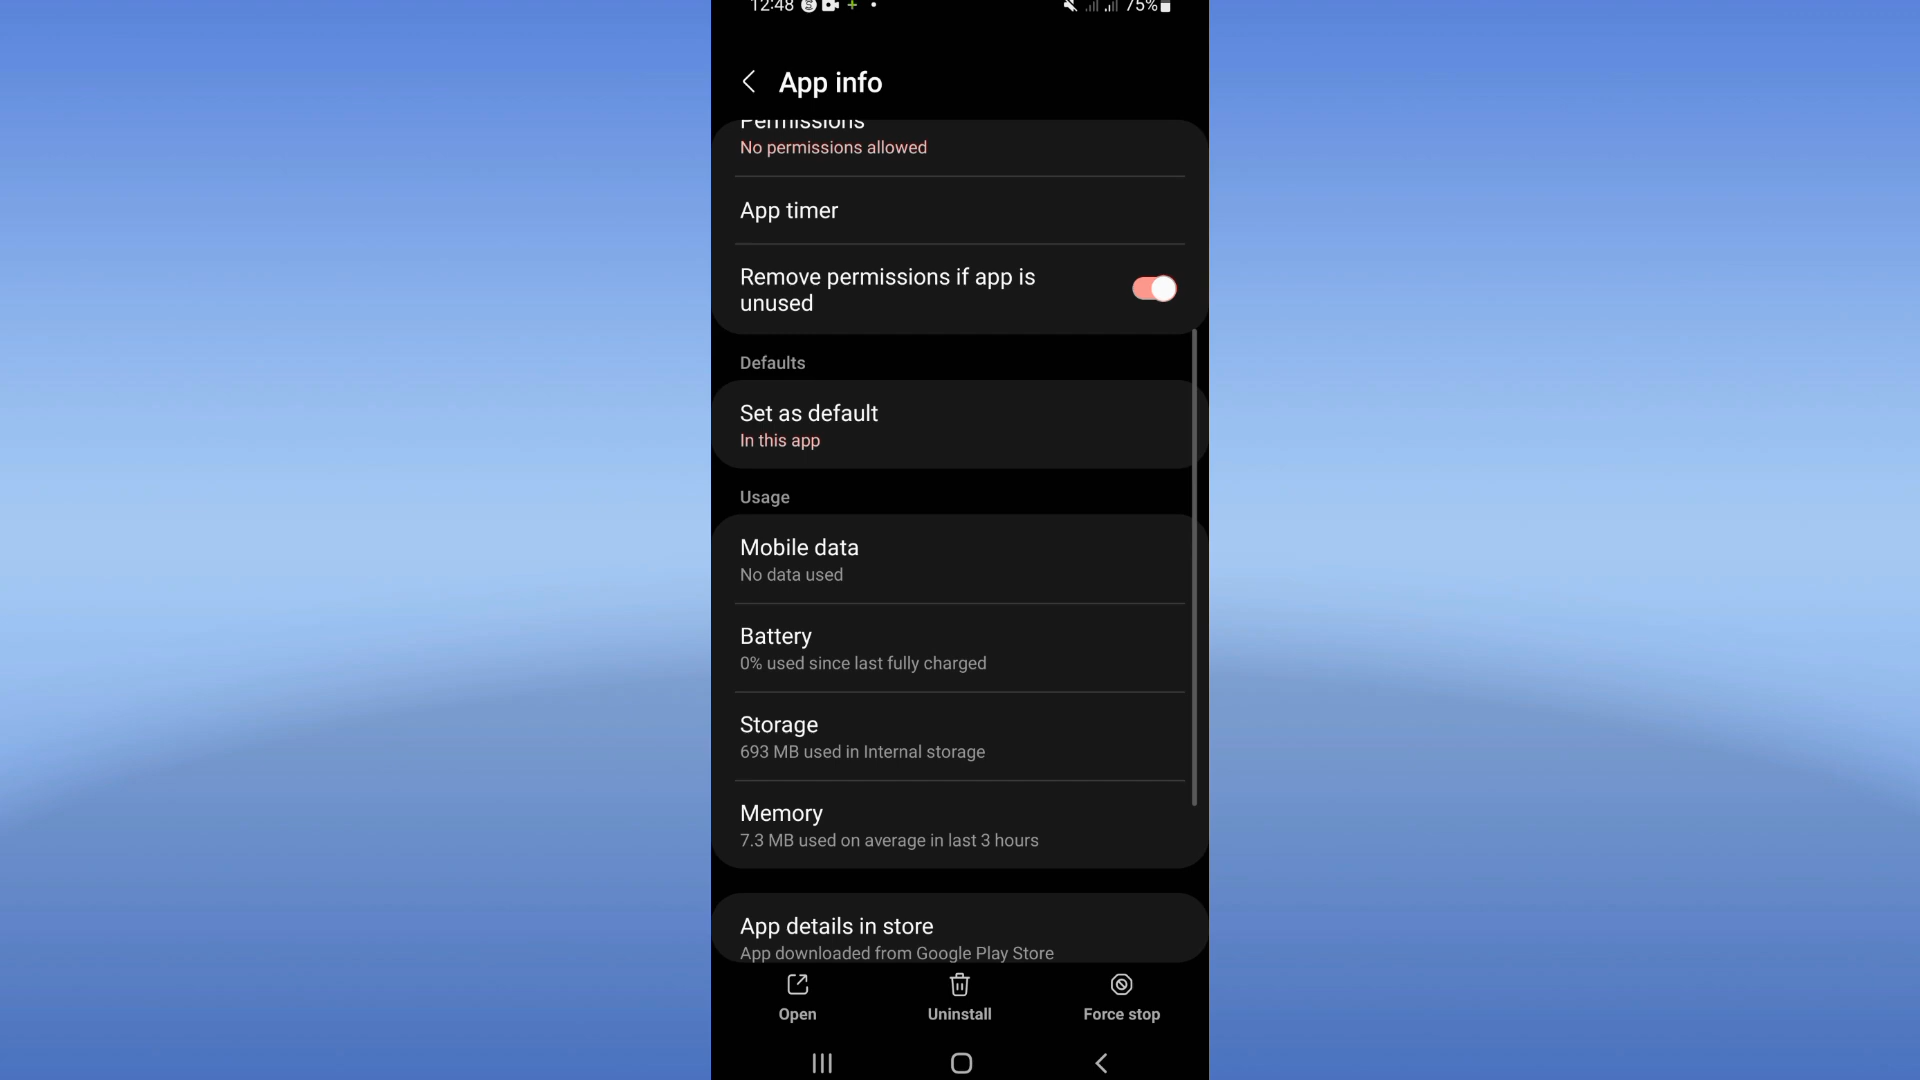 12:48
75%
App info
Permissions
No permissions allowed
App timer
Remove permissions if app is
unused
Defaults
Set as default
In this app
Usage
Mobile data
No data used
Battery
0% used since last fully charged
Storage
693 MB used in Internal storage
Memory
7.3 MB used on average in last 3 hours
App details in store
App downloaded from Google Play Store
Open
Uninstall
Force stop